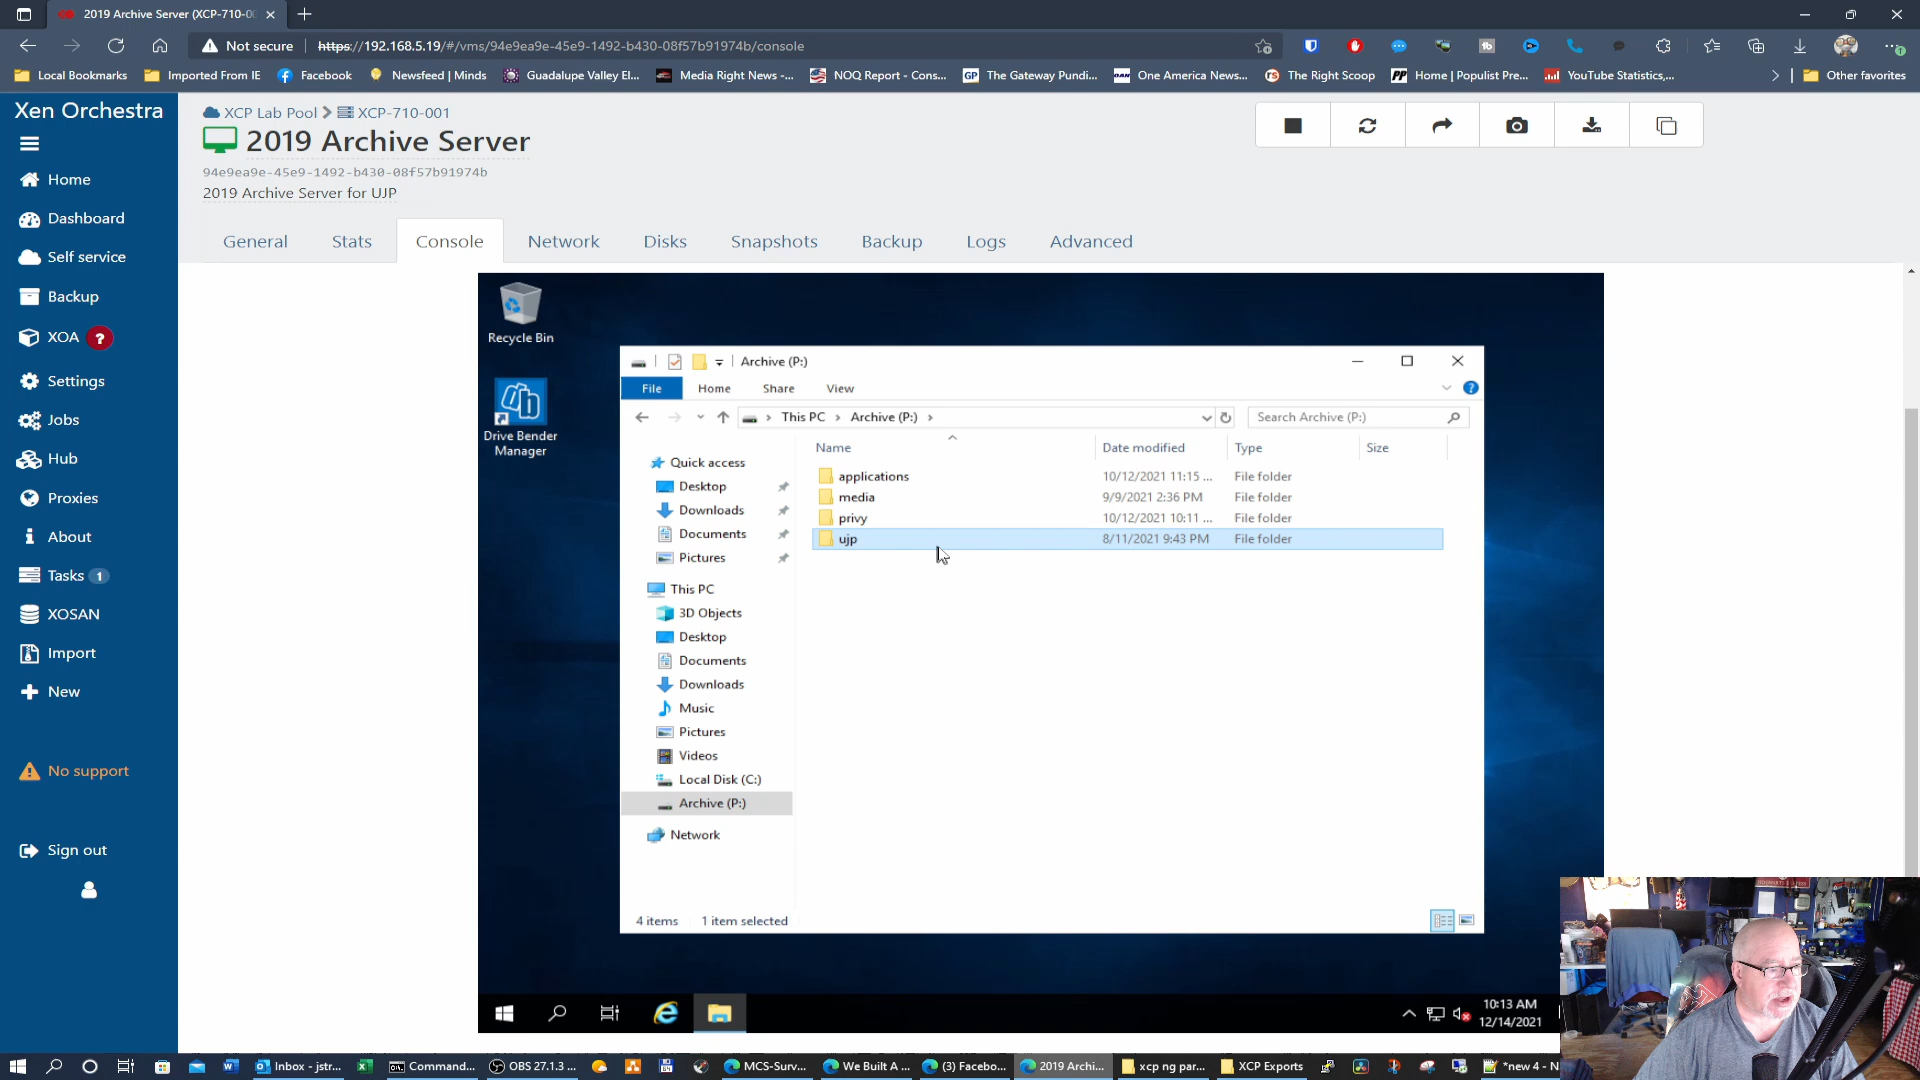 2019 Archive Server (XCP-710-00
Not secure
https://192.168.5.19/#/vms/94e9ea9e-45e9-1492-b430-08f57b91974b/console
Local Bookmarks
Imported From IE
Facebook
Newsfeed | Minds
Guadalupe Valley El...
Media Right News -...
NOQ Report - Cons...
GP
The Gateway Pundi...
OAN
One America News...
The Right Scoop
PP
Home | Populist Pre...
YouTube Statistics,...
Other favorites
Xen Orchestra
Home
Dashboard
Self service
Backup
XOA ?
Settings
Jobs
Hub
Proxies
About
Tasks 1
XOSAN
Import
New
No support
Sign out
XCP Lab Pool
XCP-710-001
2019 Archive Server
94e9ea9e-45e9-1492-b430-08f57b91974b
2019 Archive Server for UJP
General
Stats
Console
Network
Disks
Snapshots
Backup
Logs
Advanced
Recycle Bin
Drive Bender
Manager
Archive (P:)
File
Home
Share
View
This PC
Archive (P:)
Search Archive (P:)
Name
Date modified
Type
Size
applications 10/12/2021 11:15 ... File folder
media 9/9/2021 2:36 PM File folder
privy 10/12/2021 10:11 ... File folder
ujp 8/11/2021 9:43 PM File folder
Quick access
Desktop
Downloads
Documents
Pictures
This PC
3D Objects
Desktop
Documents
Downloads
Music
Pictures
Videos
Local Disk (C:)
Archive (P:)
Network
4 items
1 item selected
10:13 AM
12/14/2021
Inbox - jstr...
Command...
OBS 27.1.3 ...
MCS-Surv...
We Built A ...
(3) Facebo...
2019 Archi...
xcp ng par...
XCP Exports
*new 4 - N